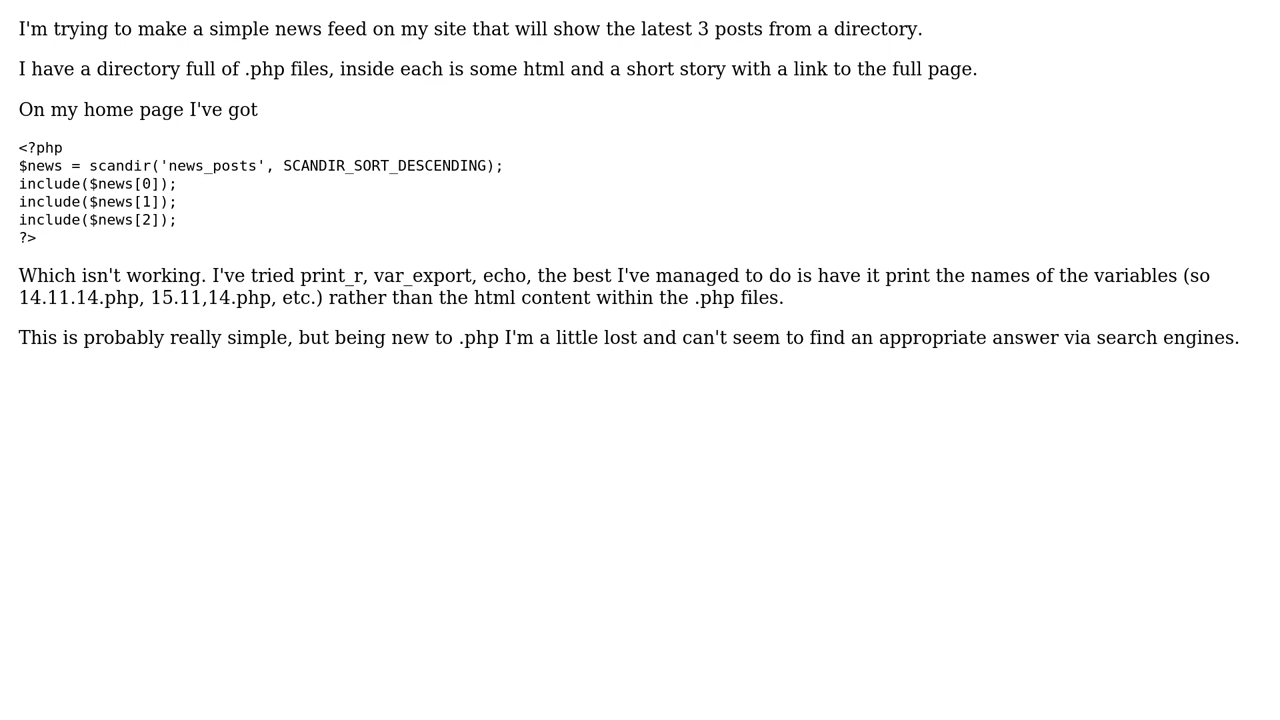 I'm trying to make a simple news feed on my site that will show the latest 3 posts from a directory.
I have a directory full of .php files, inside each is some html and a short story with a link to the full page.
On my home page I've got
<?php
$news = scandir('news_posts', SCANDIR_SORT_DESCENDING);
include($news[0]);
include($news[1]);
include($news[2]);
?>
Which isn't working. I've tried print_r, var_export, echo, the best I've managed to do is have it print the names of the variables (so
14.11.14.php, 15.11,14.php, etc.) rather than the html content within the .php files.
This is probably really simple, but being new to .php I'm a little lost and can't seem to find an appropriate answer via search engines.